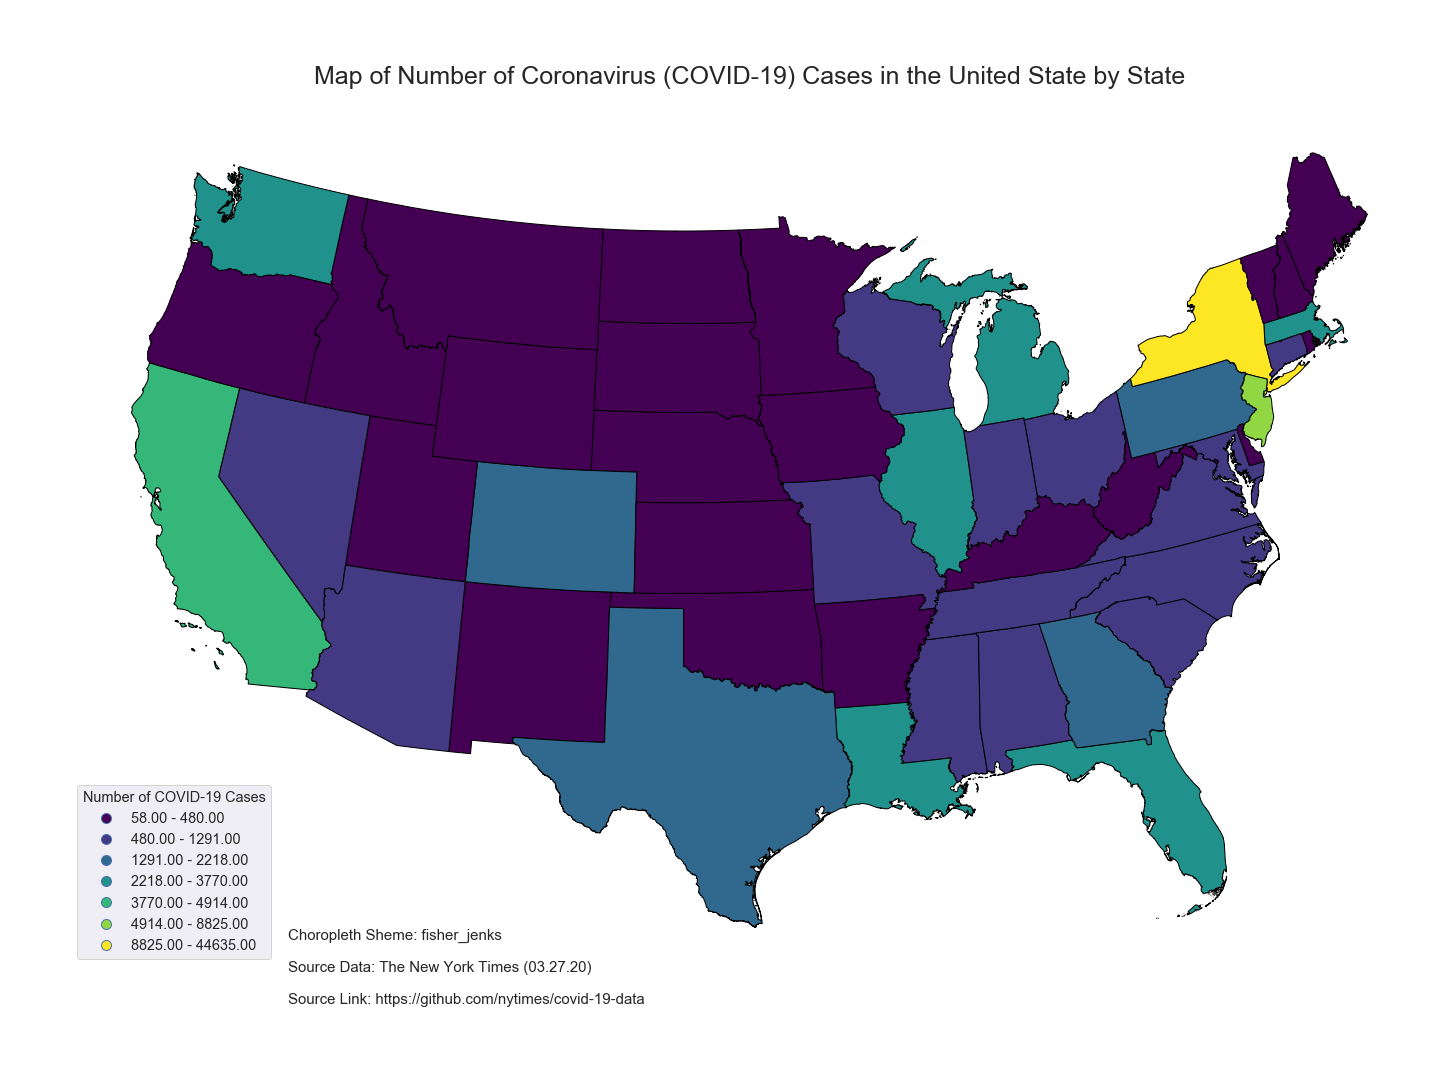 Map of Number of Coronavirus (COVID-19) Cases in the United State by State
Number of COVID-19 Cases
58.00 - 480.00
480.00 - 1291.00
1291.00 - 2218.00
2218.00 - 3770.00
3770.00 - 4914.00
4914.00 - 8825.00
8825.00 - 44635.00
Choropleth Sheme: fisher_jenks
Source Data: The New York Times (03.27.20)
Source Link: https://github.com/nytimes/covid-19-data